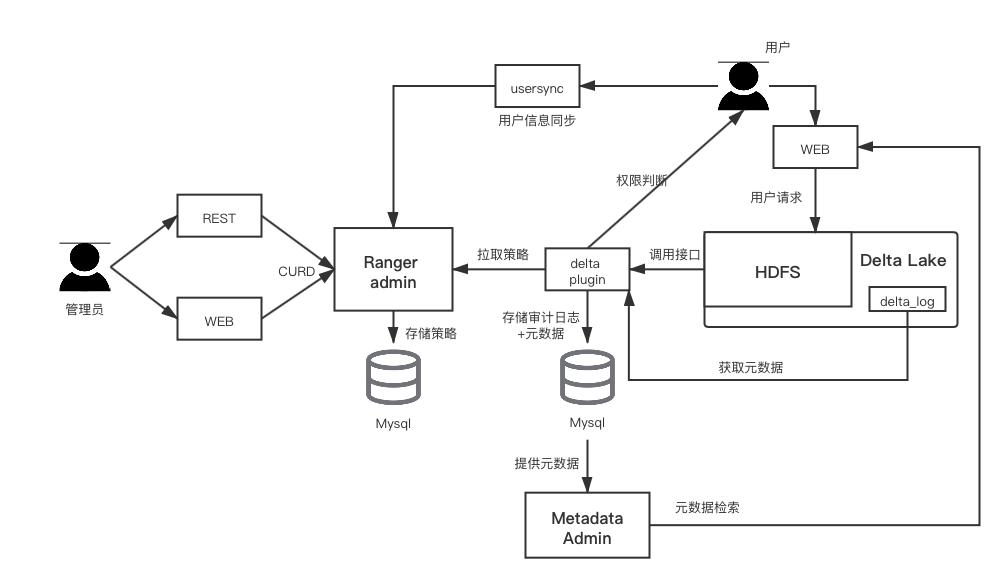 用户
usersync
用户信息同步
WEB
权限判断
用户请求
REST
CURD
Ranger
admin
拉取策略
delta
plugin
调用接口
HDFS
Delta Lake
delta_log
管理员
WEB
存储策略
存储审计日志
+元数据
获取元数据
Mysql
Mysql
提供元数据
Metadata
Admin
元数据检索